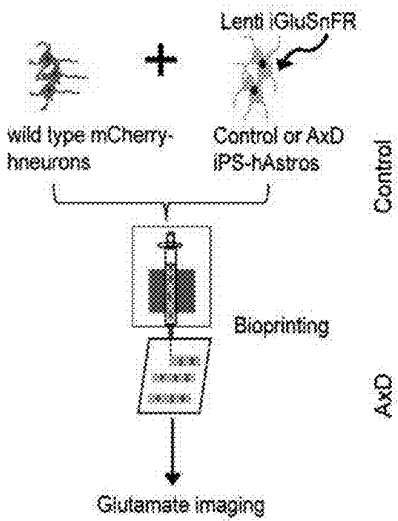 Lenti iGluSnFR
wild type mCherry-
hneurons
Control or AxD
iPS-hAstros
Control
Bioprinting
AxD
Glutamate imaging